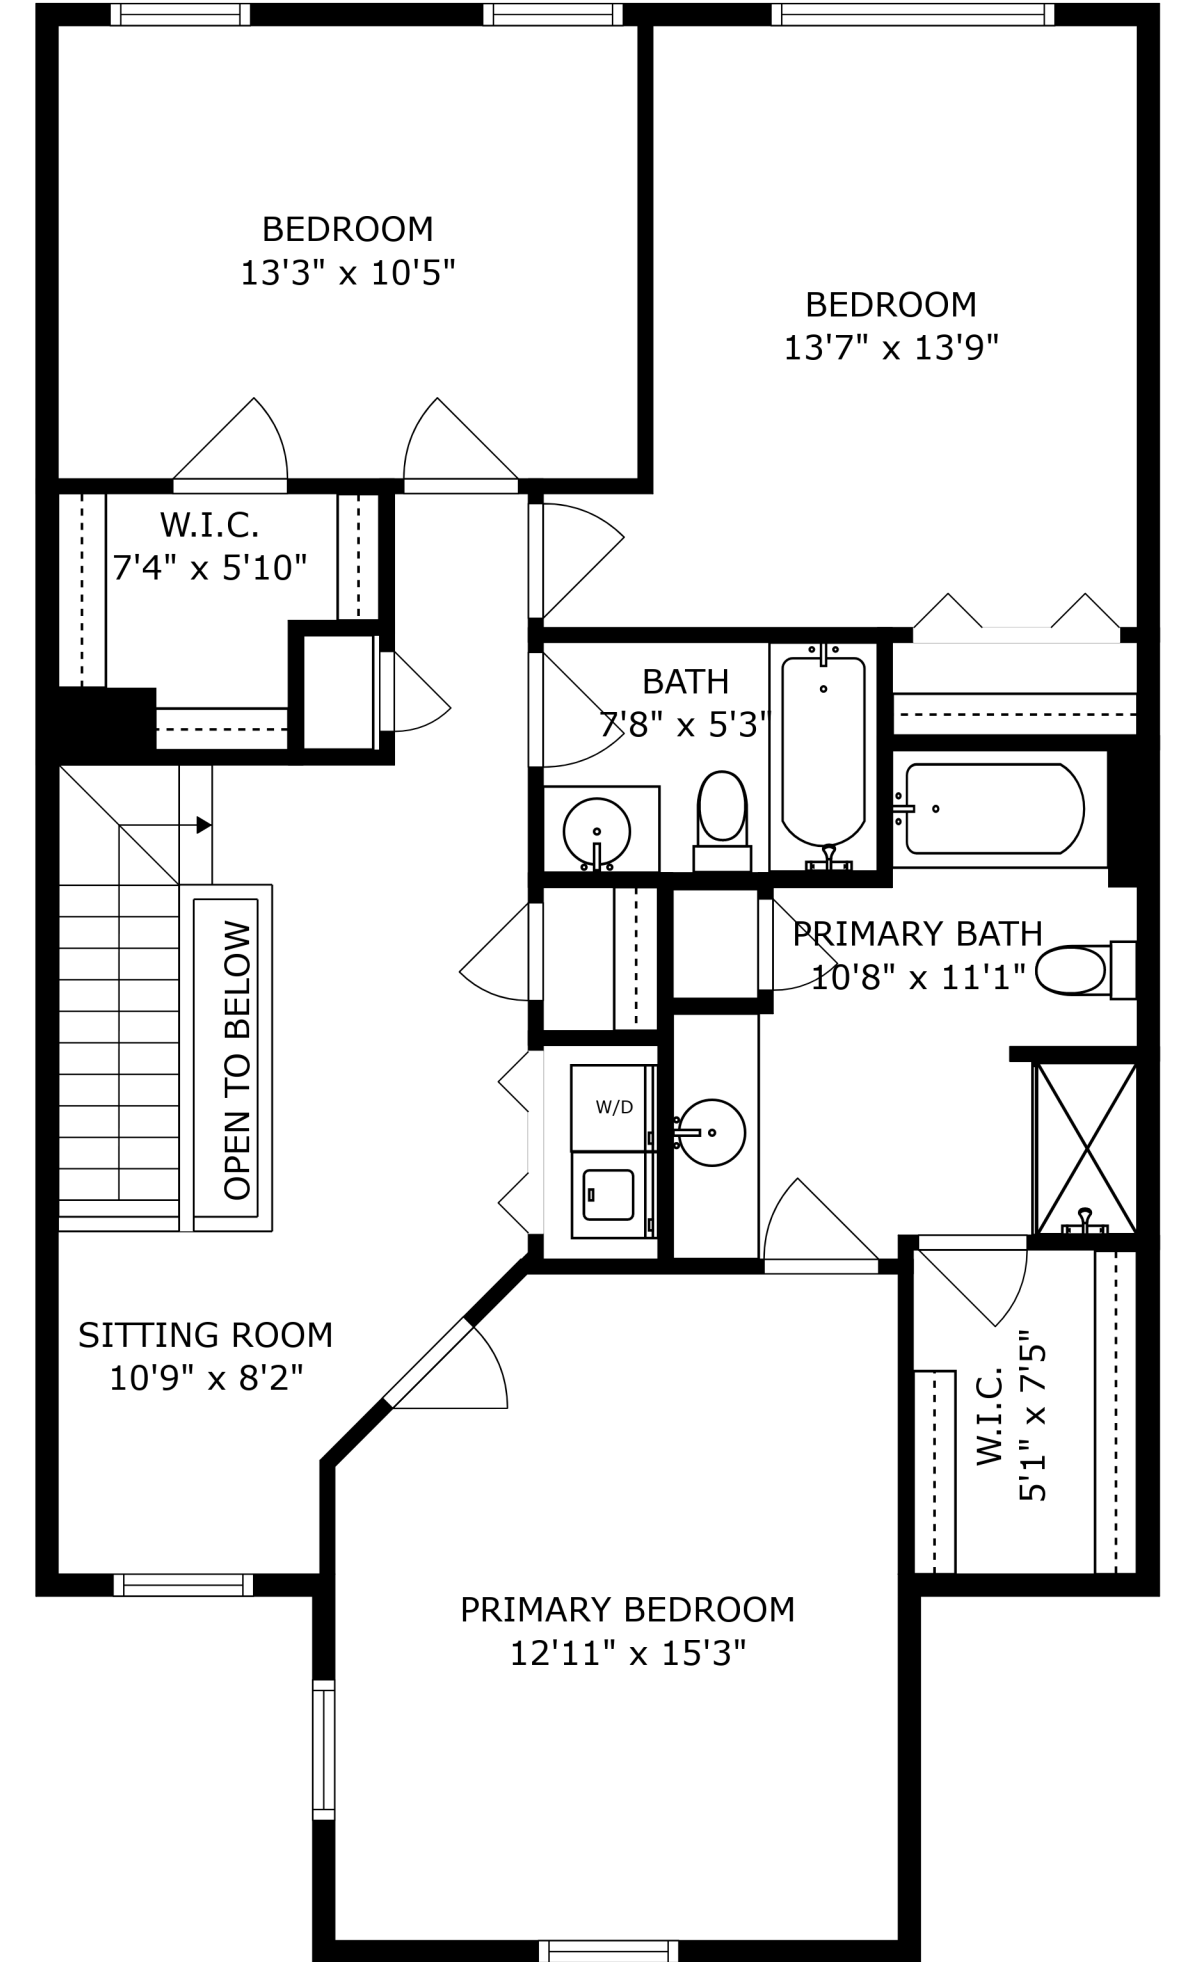 BEDROOM
13'3" x 10'5"
BEDROOM
13'7" x 13'9"
W.I.C.
7'4" x 5'10"
BATH
7'8" x 5'3"
PRIMARY BATH
10'8" x 11'1"
OPEN TO BELOW
W/D
SITTING ROOM
10'9" x 8'2"
W.I.C.
5'1" x 7'5"
PRIMARY BEDROOM
12'11" x 15'3"